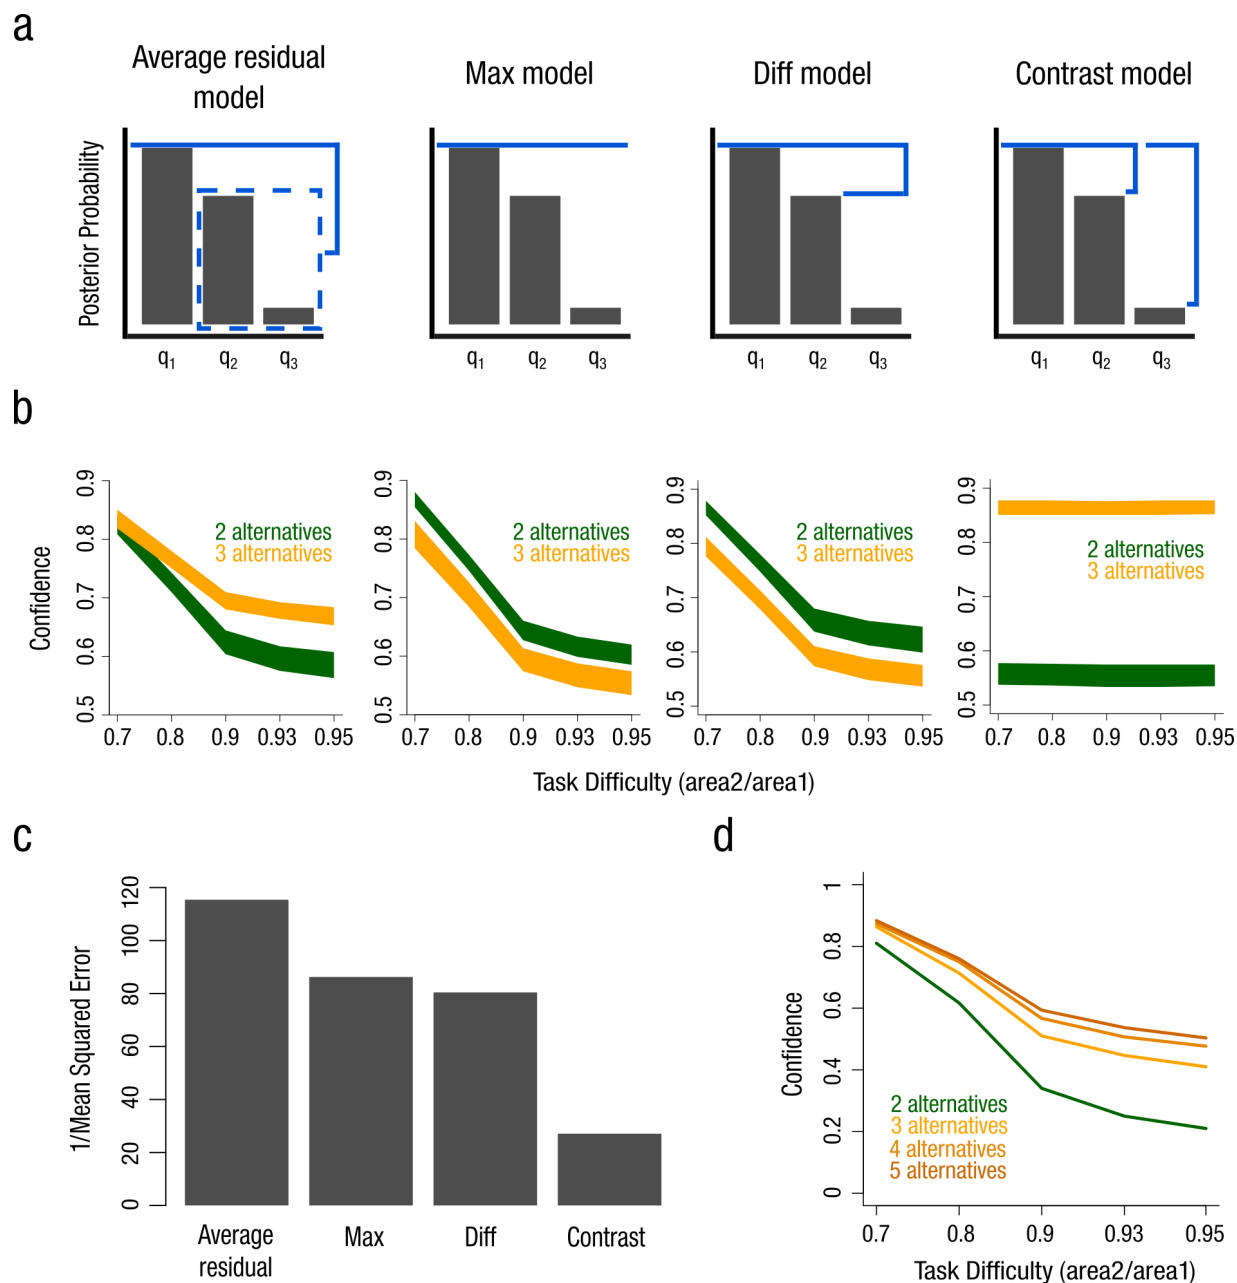 a
Average residual
model
Max model
Diff model
Contrast model
Posterior Probability
q1 q2 q3
q1 q2 q3
q1 q2 q3
q1 q2 q3
b
Confidence
0.9
0.8
0.7
0.6
0.5
2 alternatives
3 alternatives
0.7 0.8 0.9 0.93 0.95
0.9
0.8
0.7
0.6
0.5
2 alternatives
3 alternatives
0.7 0.8 0.9 0.93 0.95
0.9
0.8
0.7
0.6
0.5
2 alternatives
3 alternatives
0.7 0.8 0.9 0.93 0.95
0.9
0.8
0.7
0.6
0.5
2 alternatives
3 alternatives
0.7 0.8 0.9 0.93 0.95
Task Difficulty (area2/area1)
c
1/Mean Squared Error
120
100
80
60
40
20
0
Average
residual
Max
Diff
Contrast
d
Confidence
1
0.8
0.6
0.4
0.2
0
2 alternatives
3 alternatives
4 alternatives
5 alternatives
0.7 0.8 0.9 0.93 0.95
Task Difficulty (area2/area1)